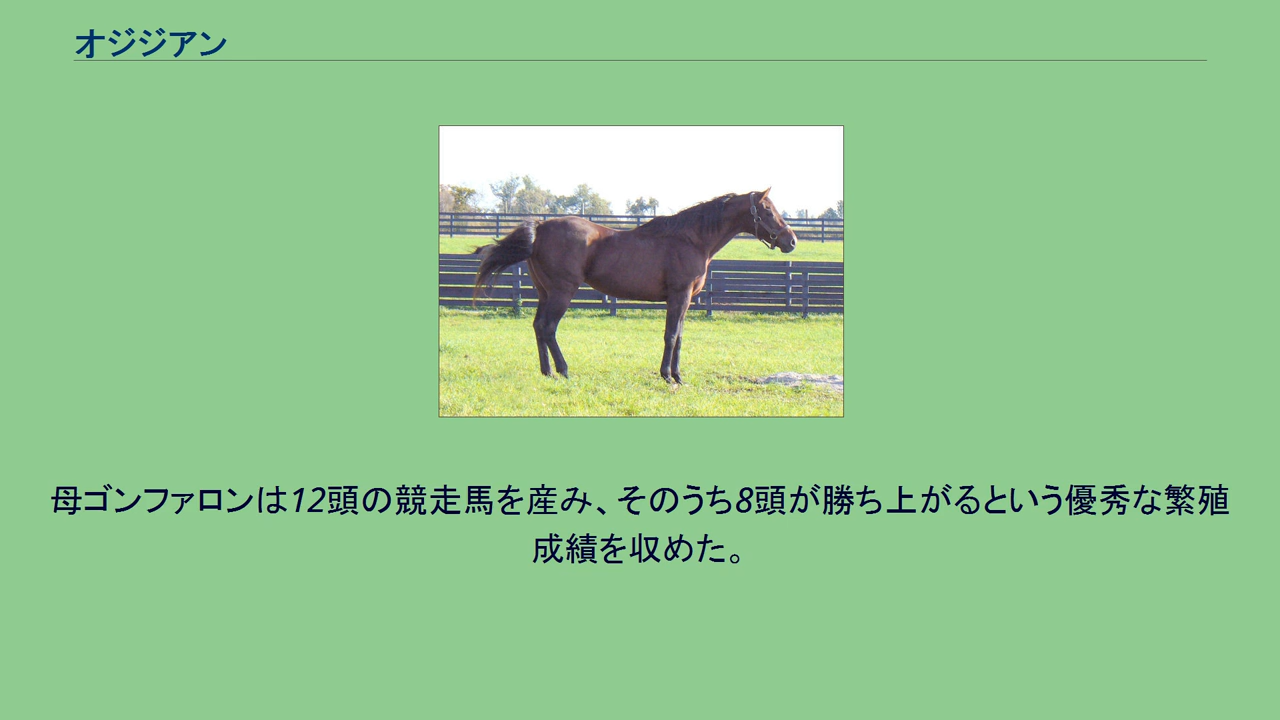 オジジアン
母ゴンファロンは12頭の競走馬を産み、そのうち8頭が勝ち上がるという優秀な繁殖
成績を収めた。